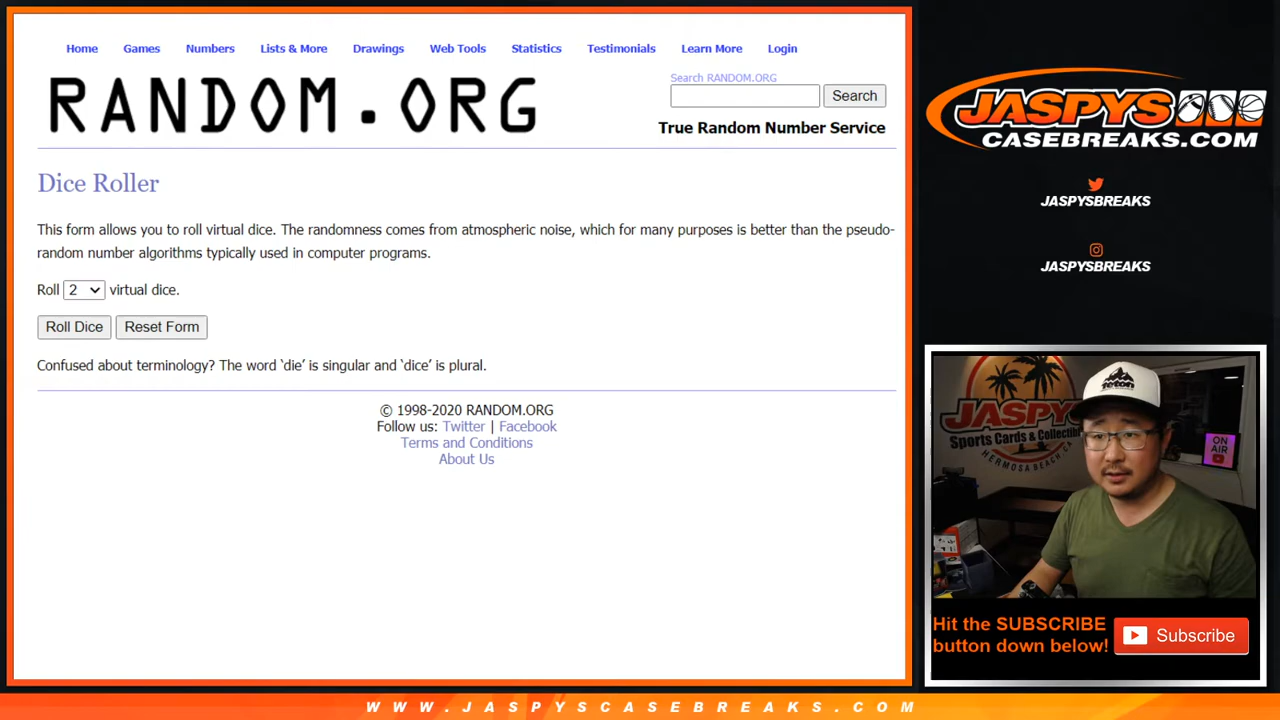 Home Games Numbers Lists & More Drawings Web Tools Statistics Testimonials Learn More Login
RANDOM.ORG
Search RANDOM.ORG
Search
True Random Number Service
Dice Roller
This form allows you to roll virtual dice. The randomness comes from atmospheric noise, which for many purposes is better than the pseudo-
random number algorithms typically used in computer programs.
Roll 2 virtual dice.
Roll Dice Reset Form
Confused about terminology? The word ‘die’ is singular and ‘dice’ is plural.
© 1998-2020 RANDOM.ORG
Follow us: Twitter | Facebook
Terms and Conditions
About Us
JASPYS
CASEBREAKS.COM
JASPYSBREAKS
JASPYSBREAKS
JASPYS
Sports Cards & Collectib
HERMOSA BEACH, CA
Teton
ON
AIR
Hit the SUBSCRIBE
button down below!
Subscribe
WWW.JASPYSCASEBREAKS.COM